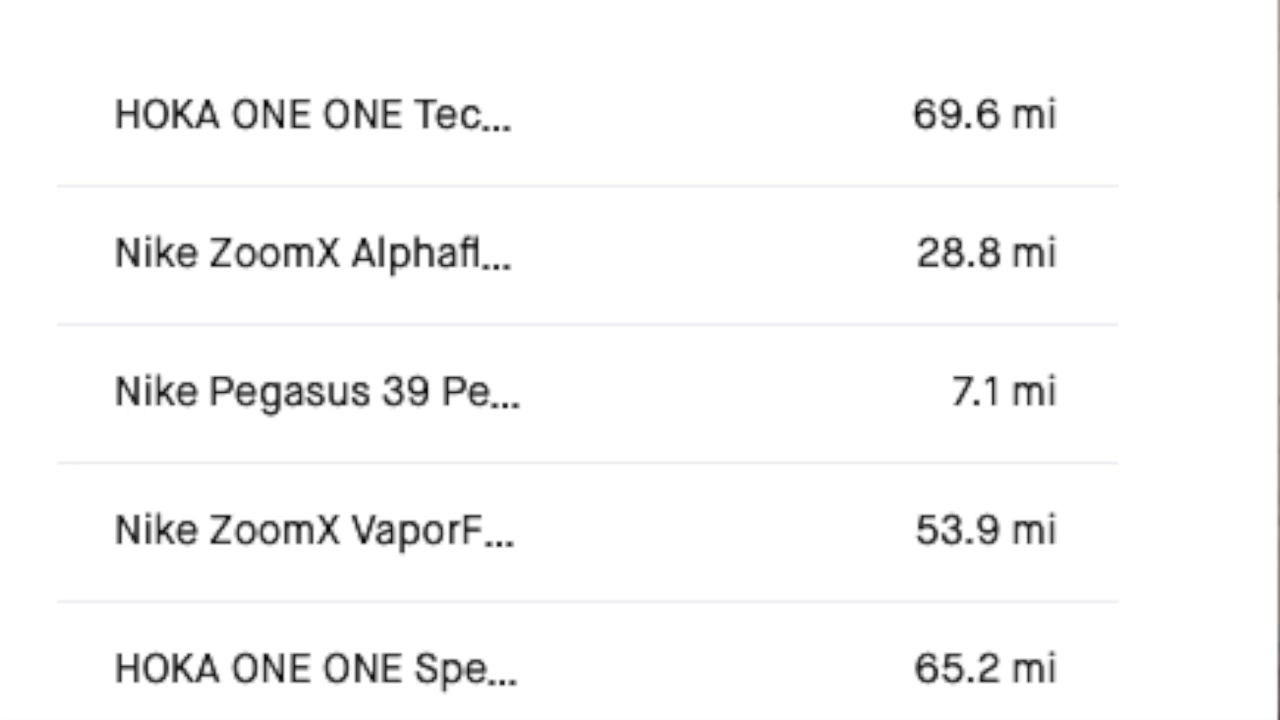 HOKA ONE ONE Tec... 69.6 mi
Nike ZoomX Alphafl... 28.8 mi
Nike Pegasus 39 Pe... 7.1 mi
Nike ZoomX VaporF... 53.9 mi
HOKA ONE ONE Spe... 65.2 mi